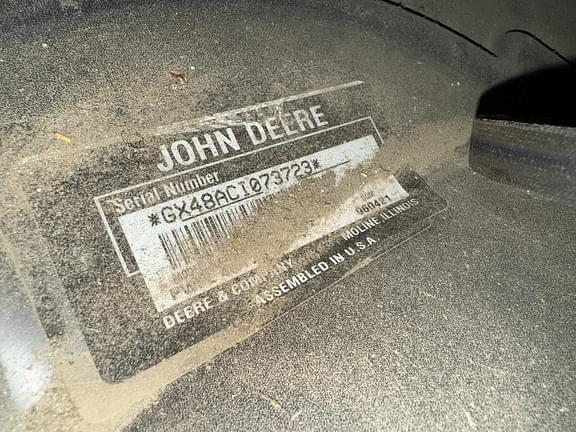 JOHN DEERE
Serial Number
*GX48ACI073723*
060421
DEERE & COMPANY MOLINE ILLINOIS
ASSEMBLED IN U.S.A.